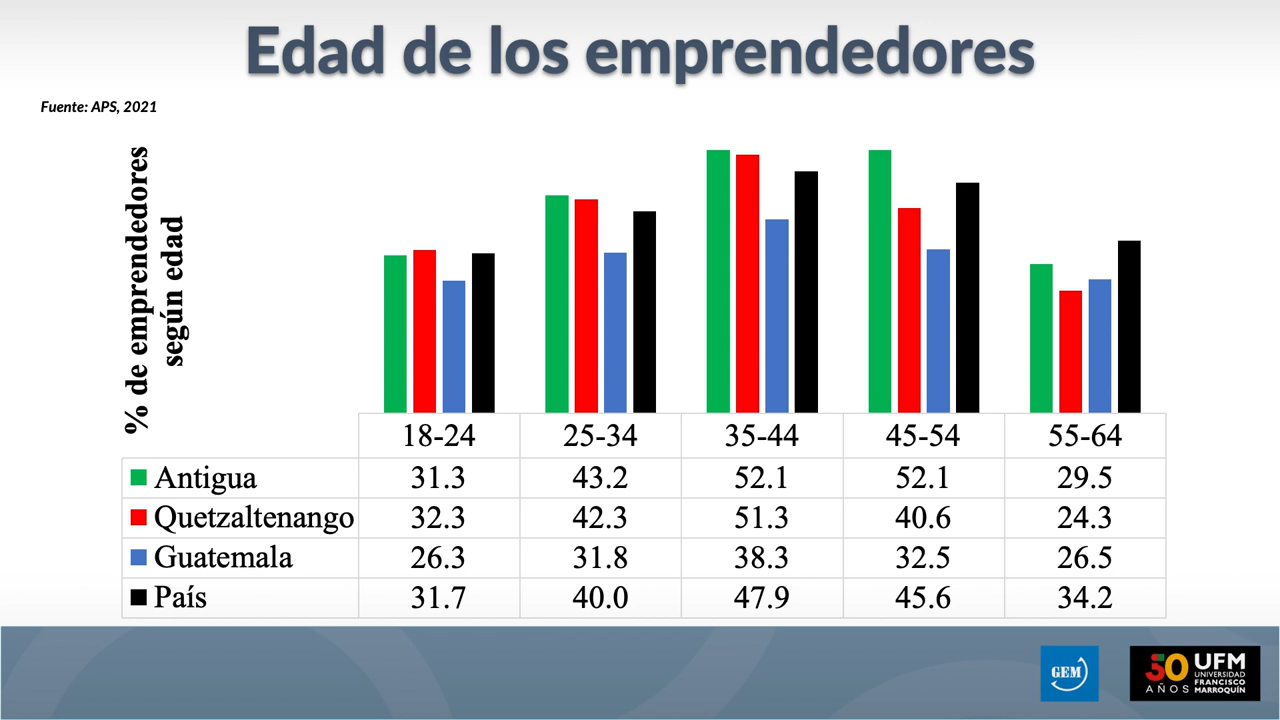 Edad de los emprendedores
Fuente: APS, 2021
% de emprendedores
según edad
18-24 25-34 35-44 45-54 55-64
Antigua 31.3 43.2 52.1 52.1 29.5
Quetzaltenango 32.3 42.3 51.3 40.6 24.3
Guatemala 26.3 31.8 38.3 32.5 26.5
País 31.7 40.0 47.9 45.6 34.2
GEM
50 AÑOS
UFM
UNIVERSIDAD
FRANCISCO
MARROQUÍN